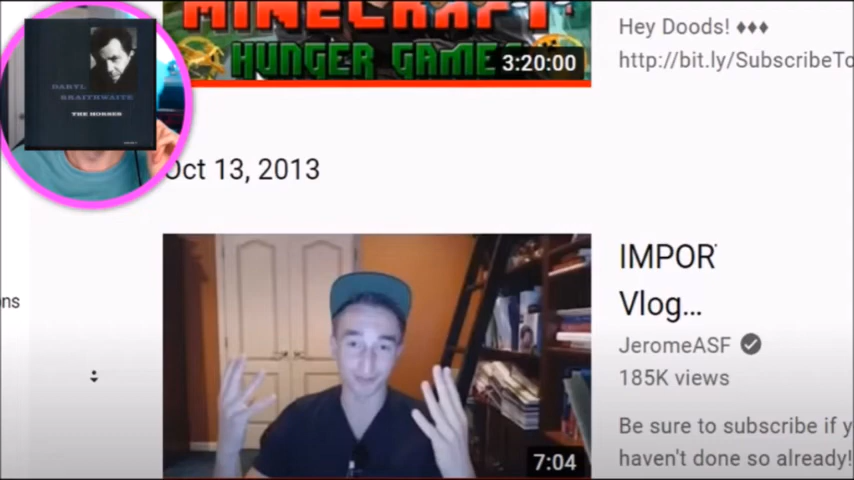 MINECRAFT
HUNGER GAMES
3:20:00
Hey Doods! ♦♦♦
http://bit.ly/SubscribeTo
DARYL
BRAITHWAITE
THE HORSES
Oct 13, 2013
IMPORT
Vlog...
ns
JeromeASF
185K views
Be sure to subscribe if y
haven't done so already!
7:04